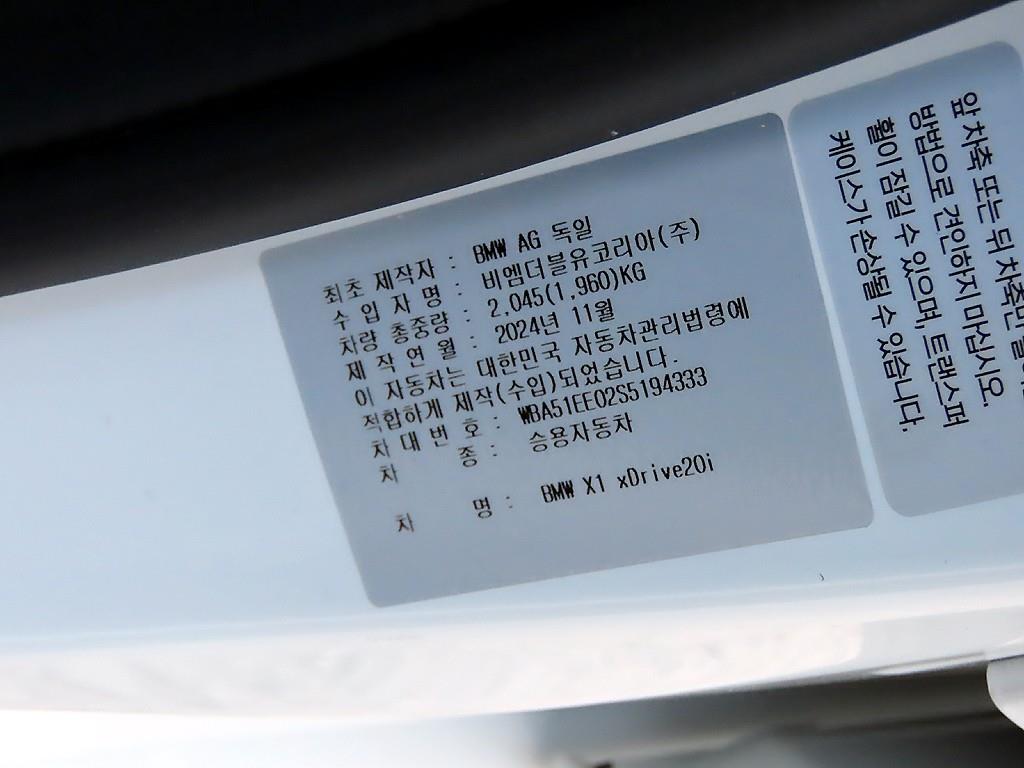 최초 제작자 : BMW AG 독일
수 입 자 명 : 비엠더블유코리아(주)
차량 총중량 : 2,045(1,960)KG
제 작 연 월 : 2024년 11월
이 자동차는 대한민국 자동차관리법령에
적합하게 제작(수입)되었습니다.
차 대 번 호 : WBA51EE02S5194333
차 종 : 승용자동차
차 명 : BMW X1 xDrive20i
앞 차축 또는 뒤 차축만
방법으로 견인하지 마십시오.
휠이 잠길 수 있으며, 트랜스퍼
케이스가 손상될 수 있습니다.